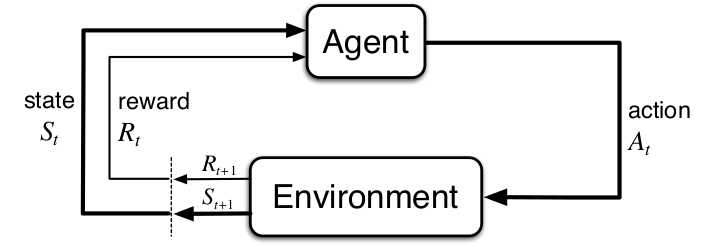 Agent
state
S_t
reward
R_t
action
A_t
R_{t+1}
S_{t+1}
Environment